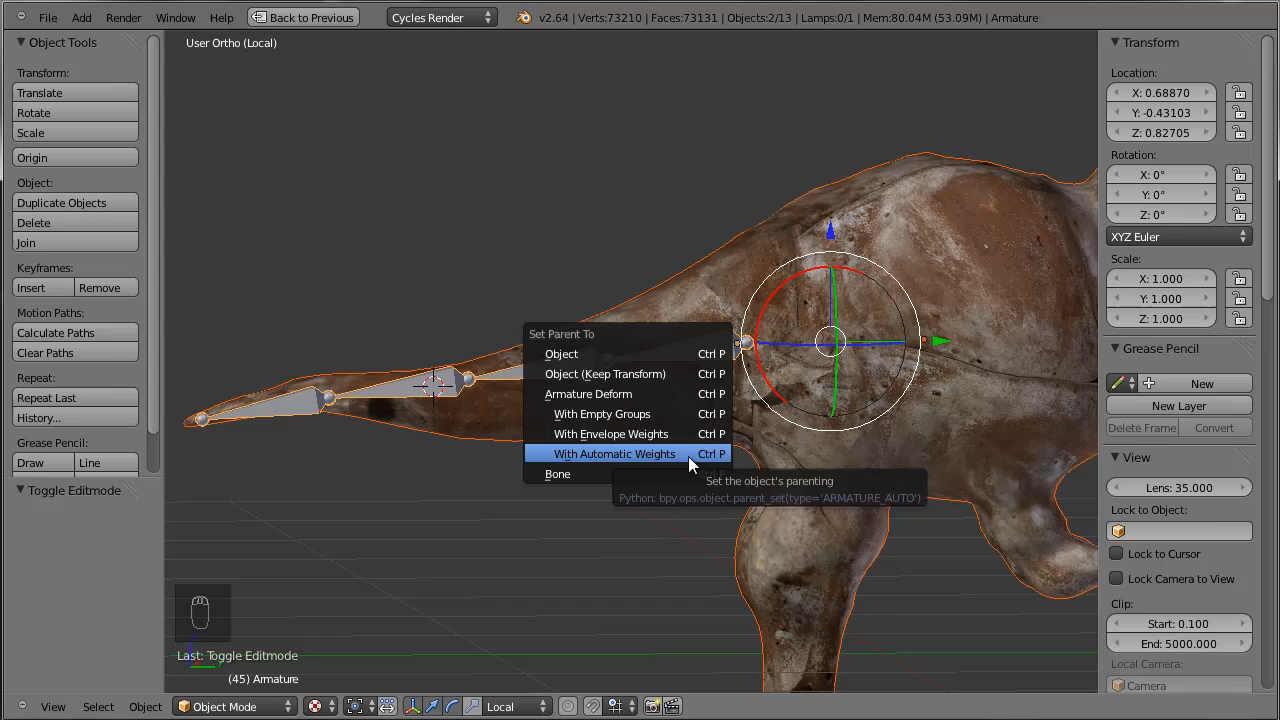 File Add Render Window Help Back to Previous Cycles Render v2.64 | Verts:73210 | Faces:73131 | Objects:2/13 | Lamps:0/1 | Mem:80.04M (53.09M) | Armature
Object Tools
Transform:
Translate
Rotate
Scale
Origin
Object:
Duplicate Objects
Delete
Join
Keyframes:
Insert Remove
Motion Paths:
Calculate Paths
Clear Paths
Repeat:
Repeat Last
History...
Grease Pencil:
Draw Line
Toggle Editmode
User Ortho (Local)
Set Parent To
Object Ctrl P
Object (Keep Transform) Ctrl P
Armature Deform Ctrl P
With Empty Groups Ctrl P
With Envelope Weights Ctrl P
With Automatic Weights Ctrl P
Bone
Set the object's parenting
Python: bpy.ops.object.parent_set(type='ARMATURE_AUTO')
Last: Toggle Editmode
(45) Armature
Transform
Location:
X: 0.68870
Y: -0.43103
Z: 0.82705
Rotation:
X: 0°
Y: 0°
Z: 0°
XYZ Euler
Scale:
X: 1.000
Y: 1.000
Z: 1.000
Grease Pencil
New
New Layer
Delete Frame Convert
View
Lens: 35.000
Lock to Object:
Lock to Cursor
Lock Camera to View
Clip:
Start: 0.100
End: 5000.000
Local Camera:
Camera
View Select Object Object Mode Local